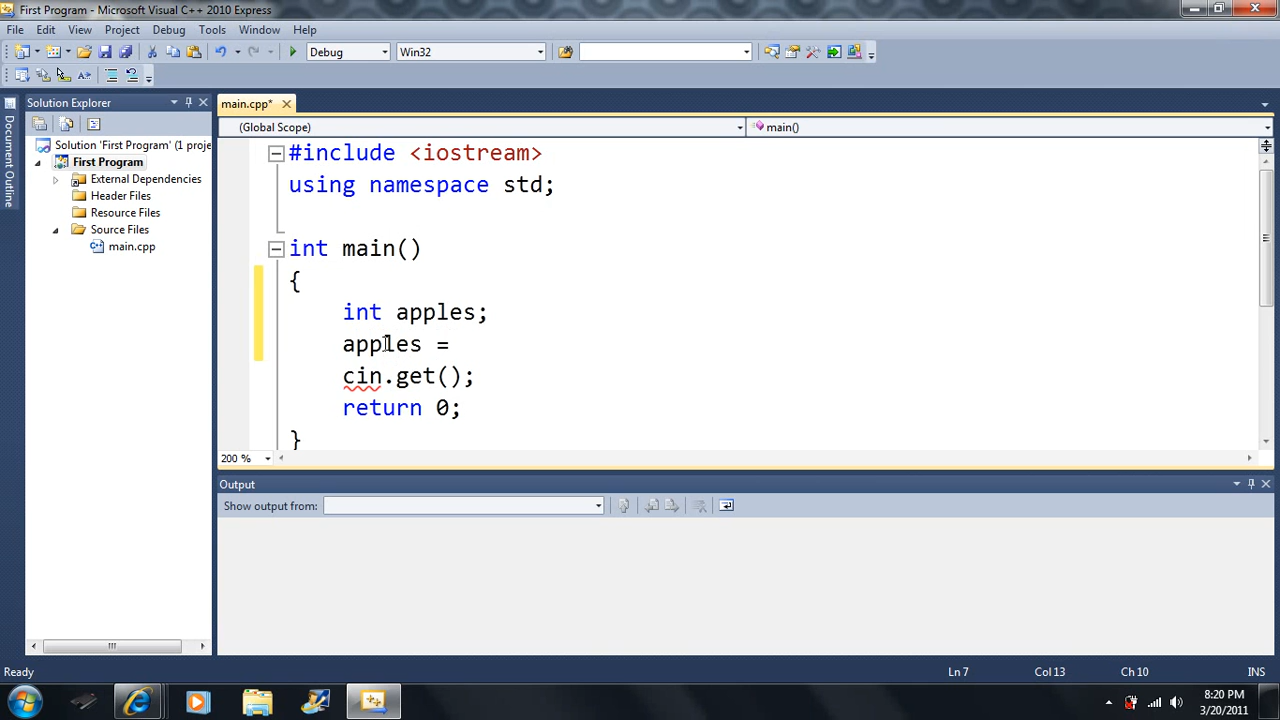 First Program - Microsoft Visual C++ 2010 Express
File Edit View Project Debug Tools Window Help
Debug Win32
Solution Explorer
main.cpp*
(Global Scope)
main()
Document Outline
Solution 'First Program' (1 proje
First Program
External Dependencies
Header Files
Resource Files
Source Files
main.cpp
#include <iostream>
using namespace std;
int main()
{
int apples;
apples =
cin.get();
return 0;
}
200 %
Output
Show output from:
Ready
Ln 7
Col 13
Ch 10
INS
8:20 PM
3/20/2011